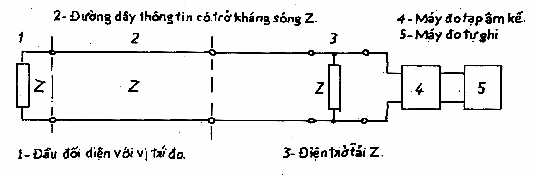 2- Đường dây thông tin có trở kháng sóng Z.
4- Máy đo tạp âm kế.
5- Máy đo tự ghi
1 2 3
Z Z Z 4 5
1- Đầu đối diện với vị trí đo.
3- Điện trở tải Z.